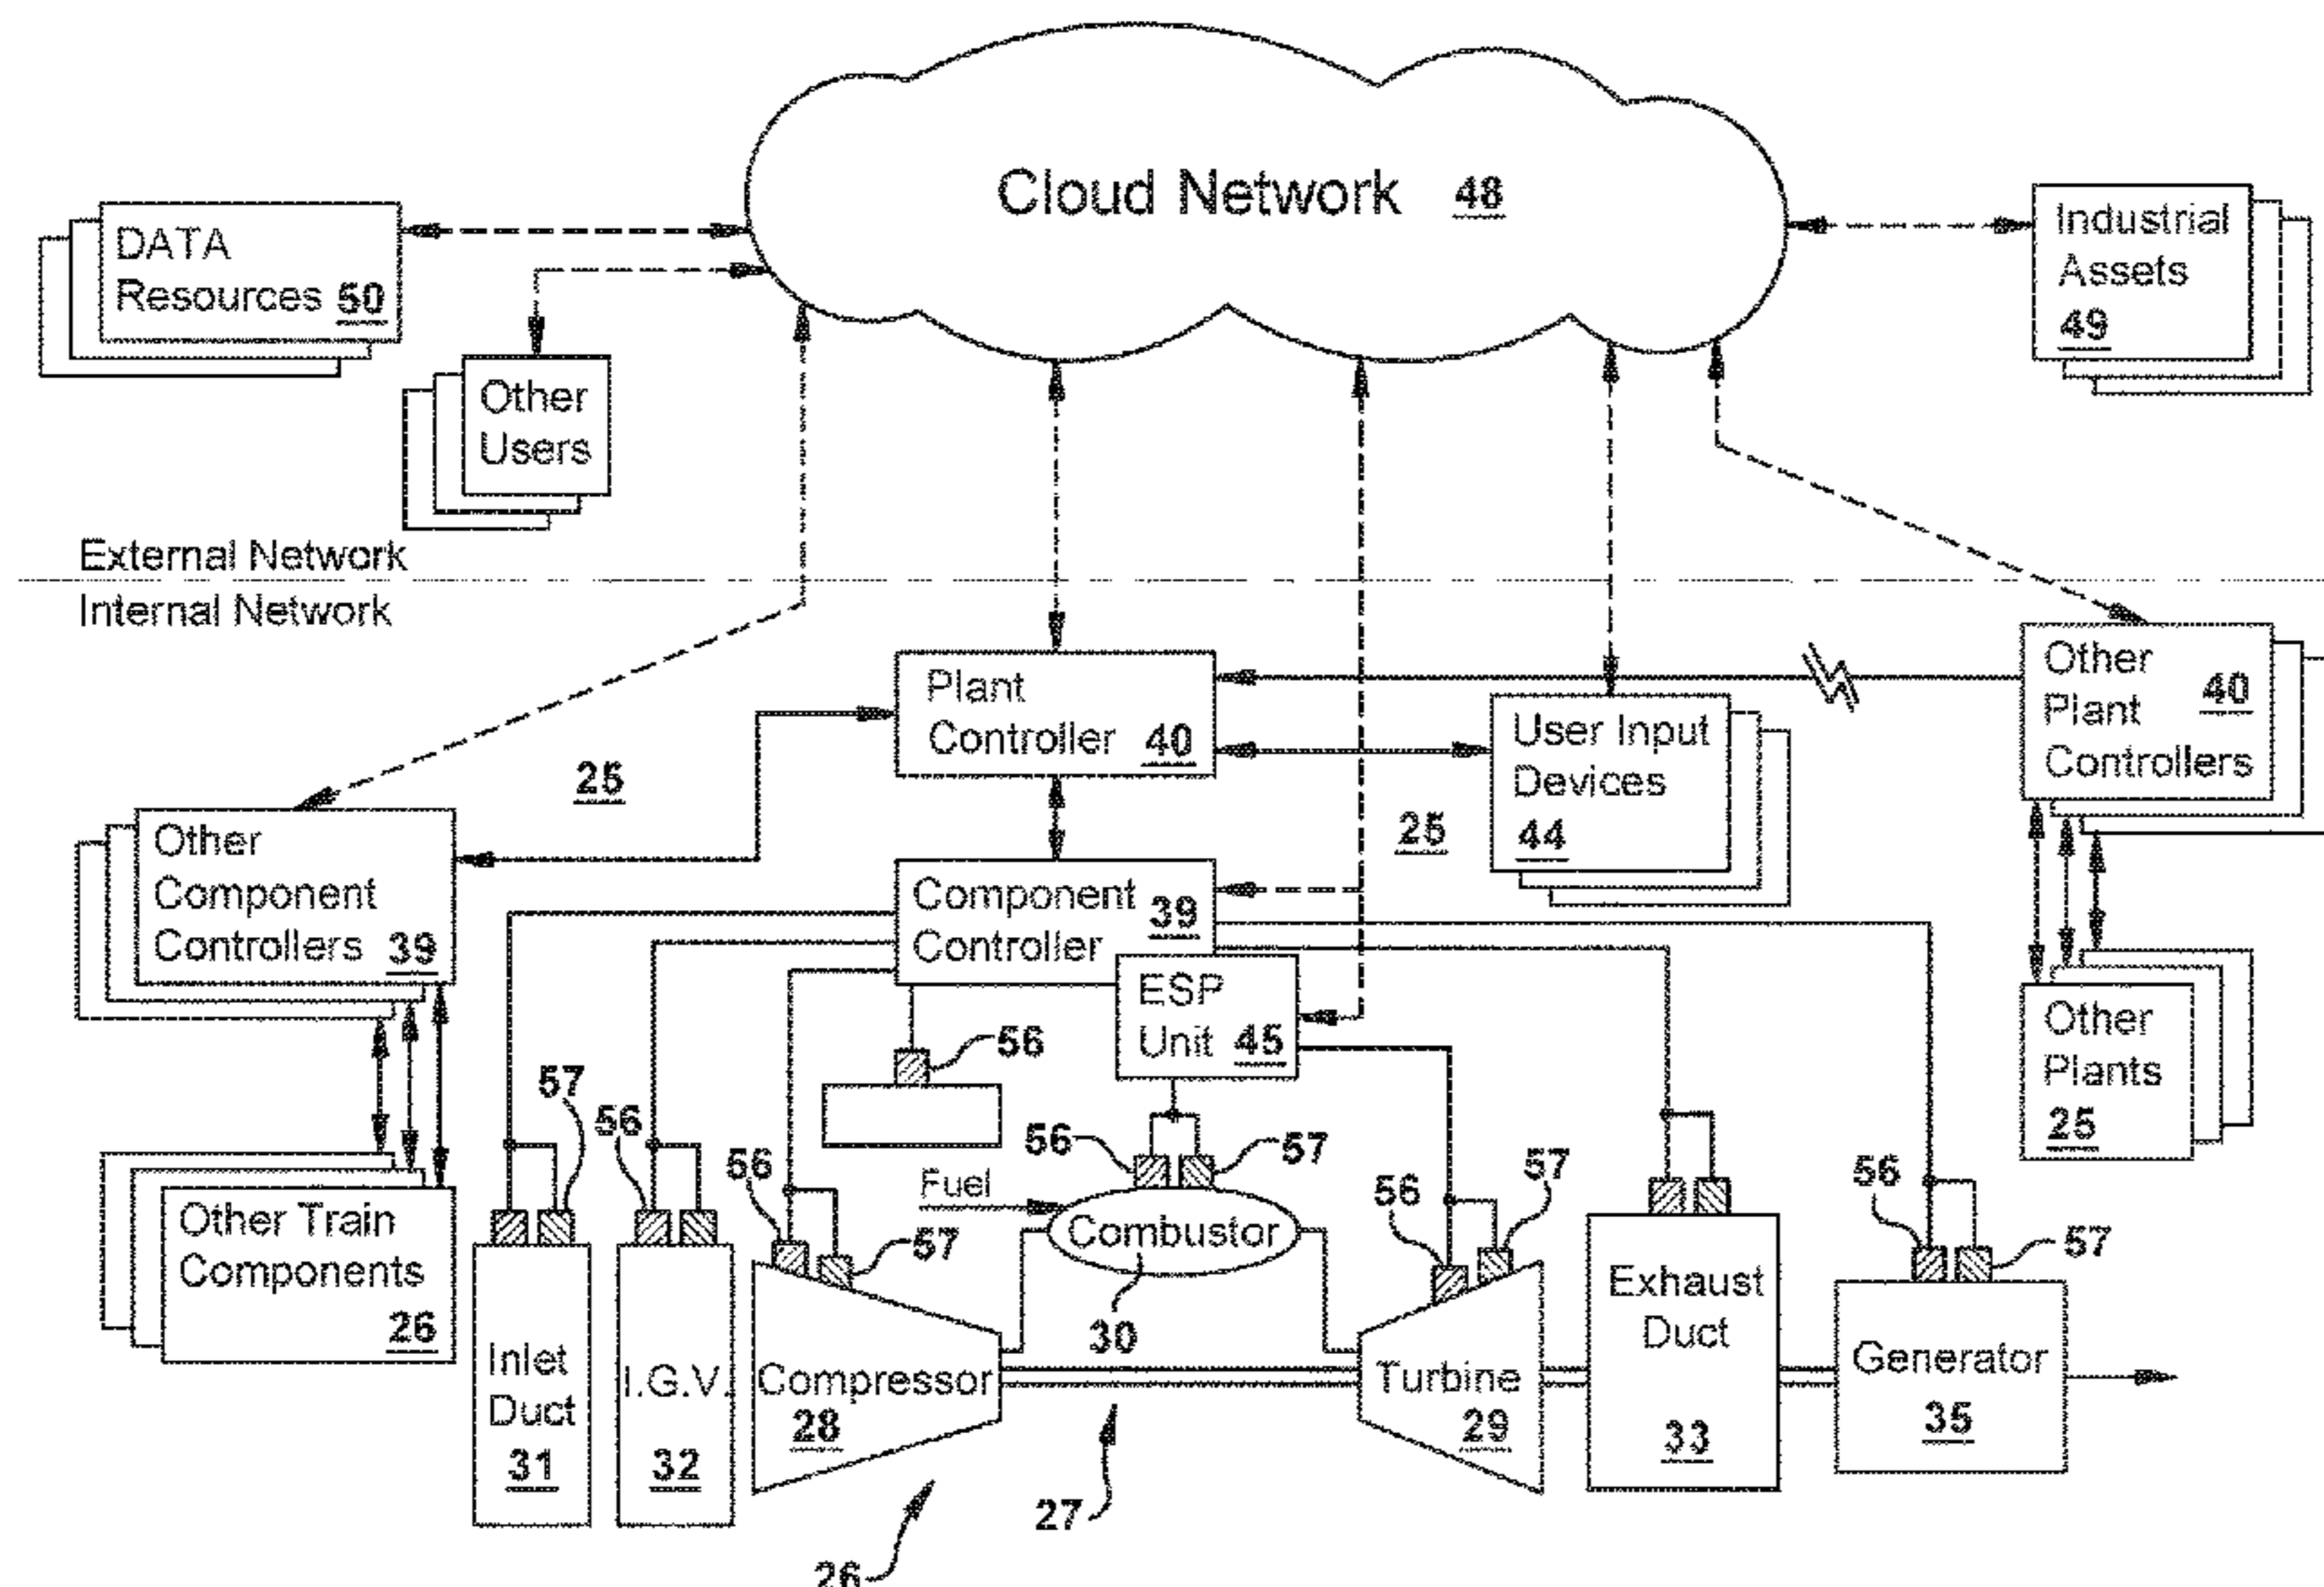 Cloud Network 48
DATA
Resources 50
Industrial
Assets
49
Other
Users
External Network
Internal Network
Plant
Controller 40
User Input
Devices
44
Other
Plant
Controllers
40
25
25
Other
Component
Controllers 39
Component
Controller
39
ESP
Unit 45
Other
Plants
25
56
57
56
56
56
57
56
57
56
57
57
Fuel
Combustor
30
Other Train
Components
26
Inlet
Duct
31
I.G.V.
32
Compressor
28
Turbine
29
Exhaust
Duct
33
Generator
35
27
26